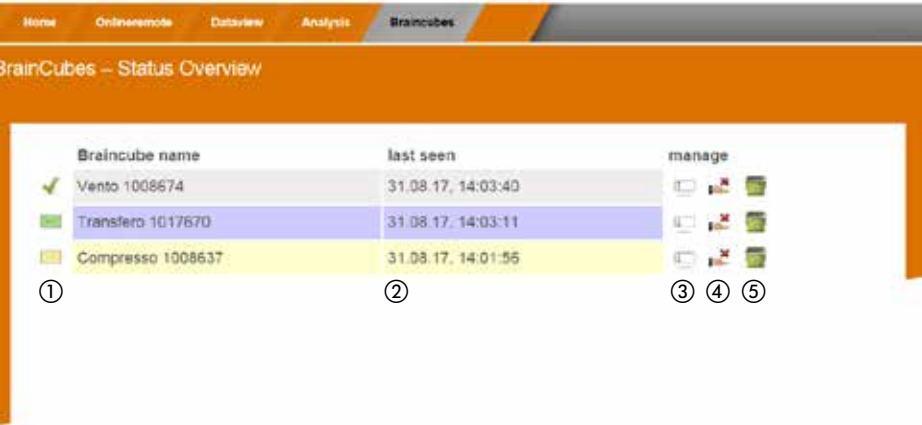 Home Onlineremote Dataview Analysis Braincubes
BrainCubes – Status Overview
Braincube name last seen manage
Vento 1008674 31.08.17, 14:03:40
Transfero 1017670 31.08.17, 14:03:11
Compresso 1008637 31.08.17, 14:01:56
① ② ③ ④ ⑤